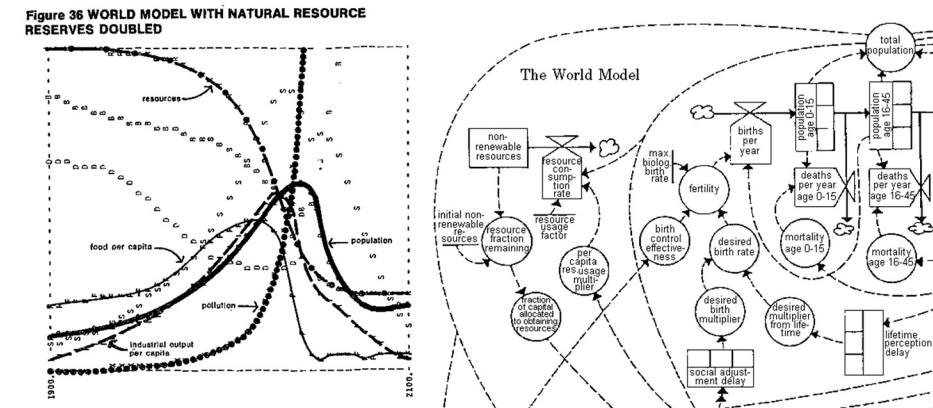 Figure 36 WORLD MODEL WITH NATURAL RESOURCE
RESERVES DOUBLED
resources
food per capita
population
pollution
industrial output
per capita
1900
2100
The World Model
non-
renewable
resources
resource
con-
sump-
tion
rate
initial non-
renewable
re-
sources
resource
fraction
remaining
resource
usage
factor
per
capita
res.usage
multi-
plier
fraction
of capital
allocated
to obtaining
resources
max.
biolog.
birth
rate
fertility
births
per
year
birth
control
effective-
ness
desired
birth rate
desired
birth
multiplier
desired
multiplier
from life-
time
social adjust-
ment delay
lifetime
perception
delay
total
population
population
age 0-15
population
age 16-45
deaths per
year
age 0-15
deaths per
year
age 16-45
mortality
age 0-15
mortality
age 16-45